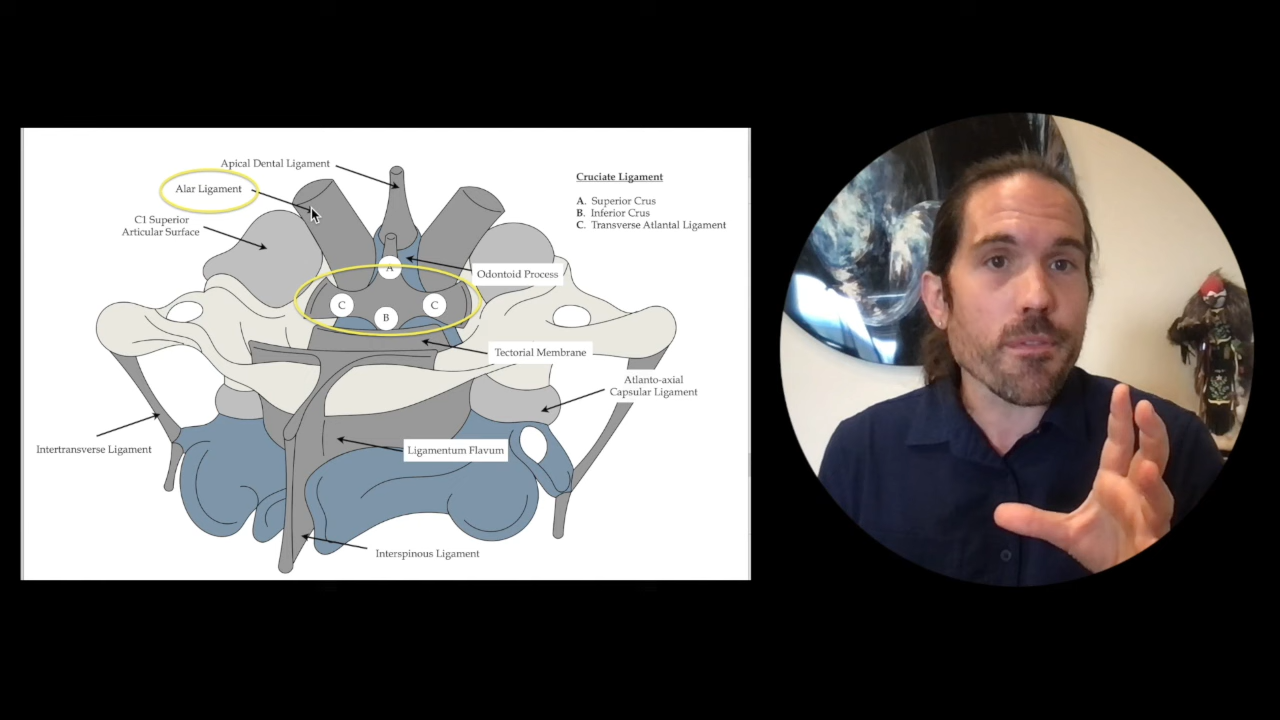 Apical Dental Ligament
Alar Ligament
C1 Superior
Articular Surface
Cruciate Ligament
A. Superior Crus
B. Inferior Crus
C. Transverse Atlantal Ligament
A
Odontoid Process
C
C
B
Tectorial Membrane
Atlanto-axial
Capsular Ligament
Intertransverse Ligament
Ligamentum Flavum
Interspinous Ligament